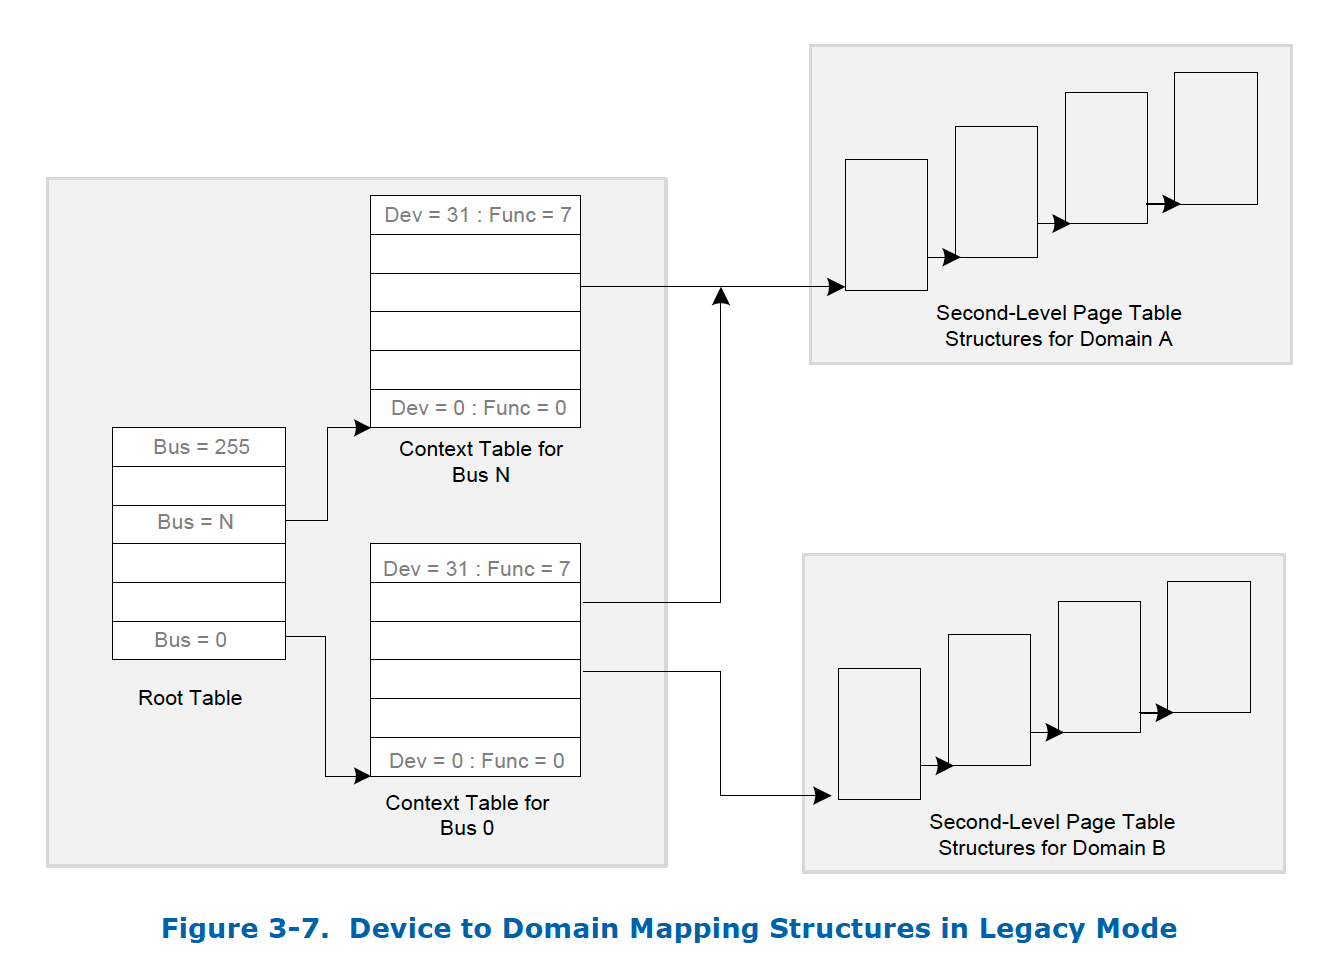 Dev = 31 : Func = 7
Dev = 0 : Func = 0
Context Table for
Bus N
Bus = 255
Bus = N
Bus = 0
Root Table
Dev = 31 : Func = 7
Dev = 0 : Func = 0
Context Table for
Bus 0
Second-Level Page Table
Structures for Domain A
Second-Level Page Table
Structures for Domain B
Figure 3-7. Device to Domain Mapping Structures in Legacy Mode